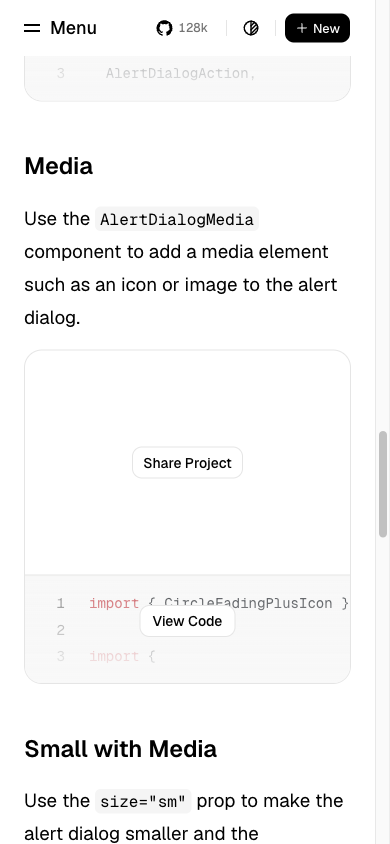 Menu 128k New
3 AlertDialogAction,
Media
Use the AlertDialogMedia
component to add a media element
such as an icon or image to the alert
dialog.
Share Project
1 import { CircleFadingPlusIcon }
View Code
2
3 import {
Small with Media
Use the size="sm" prop to make the
alert dialog smaller and the